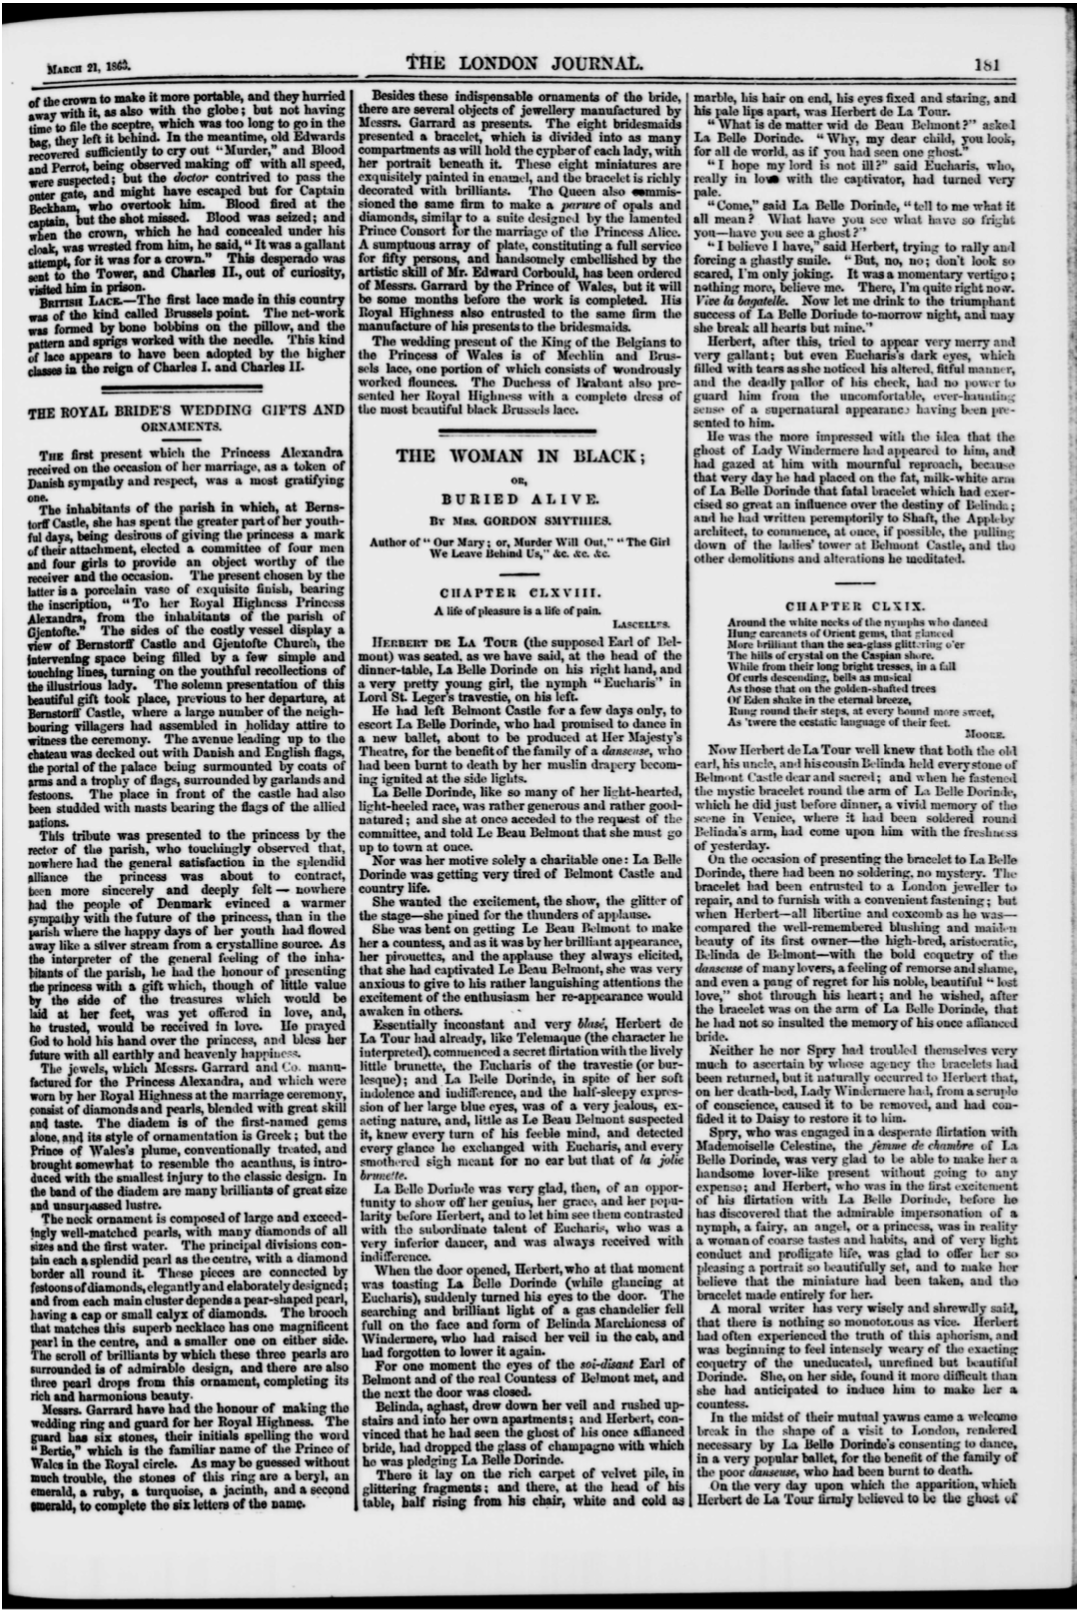 MARCH 21, 1863.
THE LONDON JOURNAL.
181
of the crown to make it more portable, and they hurried
away with it, as also with the globe; but not having
time to file the sceptre, which was too long to go in the
bag, they left it behind. In the meantime, old Edwards
recovered sufficiently to cry out "Murder," and Blood
and Perrot, being observed making off with all speed,
were suspected; but the doctor contrived to pass the
outer gate, and might have escaped but for Captain
Beckham, who overtook him. Blood fired at the
captain, but the shot missed. Blood was seized; and
when the crown, which he had concealed under his
cloak, was wrested from him, he said, "It was a gallant
attempt, for it was for a crown." This desperado was
sent to the Tower, and Charles II., out of curiosity,
visited him in prison.
BRITISH LACE.—The first lace made in this country
was of the kind called Brussels point. The net-work
was formed by bone bobbins on the pillow, and the
pattern and sprigs worked with the needle. This kind
of lace appears to have been adopted by the higher
classes in the reign of Charles I. and Charles II.
THE ROYAL BRIDE'S WEDDING GIFTS AND
ORNAMENTS.
THE first present which the Princess Alexandra
received on the occasion of her marriage, as a token of
Danish sympathy and respect, was a most gratifying
one.
The inhabitants of the parish in which, at Berns-
torff Castle, she has spent the greater part of her youth-
ful days, being desirous of giving the princess a mark
of their attachment, elected a committee of four men
and four girls to provide an object worthy of the
receiver and the occasion. The present chosen by the
latter is a porcelain vase of exquisite finish, bearing
the inscription, "To her Royal Highness Princess
Alexandra, from the inhabitants of the parish of
Gjentofte." The sides of the costly vessel display a
view of Bernstorff Castle and Gjentofte Church, the
intervening space being filled by a few simple and
touching lines, turning on the youthful recollections of
the illustrious lady. The solemn presentation of this
beautiful gift took place, previous to her departure, at
Bernstorff Castle, where a large number of the neigh-
bouring villagers had assembled in holiday attire to
witness the ceremony. The avenue leading up to the
chateau was decked out with Danish and English flags,
the portal of the palace being surmounted by coats of
arms and a trophy of flags, surrounded by garlands and
festoons. The place in front of the castle had also
been studded with masts bearing the flags of the allied
nations.
This tribute was presented to the princess by the
rector of the parish, who touchingly observed that,
nowhere had the general satisfaction in the splendid
alliance the princess was about to contract,
been more sincerely and deeply felt — nowhere
had the people of Denmark evinced a warmer
sympathy with the future of the princess, than in the
parish where the happy days of her youth had flowed
away like a silver stream from a crystalline source. As
the interpreter of the general feeling of the inha-
bitants of the parish, he had the honour of presenting
the princess with a gift which, though of little value
by the side of the treasures which would be
laid at her feet, was yet offered in love, and,
he trusted, would be received in love. He prayed
God to hold his hand over the princess, and bless her
future with all earthly and heavenly happiness.
The jewels, which Messrs. Garrard and Co. manu-
factured for the Princess Alexandra, and which were
worn by her Royal Highness at the marriage ceremony,
consist of diamonds and pearls, blended with great skill
and taste. The diadem is of the first-named gems
alone, and its style of ornamentation is Greek; but the
Prince of Wales's plume, conventionally treated, and
brought somewhat to resemble the acanthus, is intro-
duced with the smallest injury to the classic design. In
the band of the diadem are many brilliants of great size
and unsurpassed lustre.
The neck ornament is composed of large and exceed-
ingly well-matched pearls, with many diamonds of all
sizes and the first water. The principal divisions con-
tain each a splendid pearl as the centre, with a diamond
border all round it. These pieces are connected by
festoons of diamonds, elegantly and elaborately designed;
and from each main cluster depends a pear-shaped pearl,
having a cap or small calyx of diamonds. The brooch
that matches this superb necklace has one magnificent
pearl in the centre, and a smaller one on either side.
The scroll of brilliants by which these three pearls are
surrounded is of admirable design, and there are also
three pearl drops from this ornament, completing its
rich and harmonious beauty.
Messrs. Garrard have had the honour of making the
wedding ring and guard for her Royal Highness. The
guard has six stones, their initials spelling the word
"Bertie," which is the familiar name of the Prince of
Wales in the Royal circle. As may be guessed without
much trouble, the stones of this ring are a beryl, an
emerald, a ruby, a turquoise, a jacinth, and a second
emerald, to complete the six letters of the name.
Besides these indispensable ornaments of the bride,
there are several objects of jewellery manufactured by
Messrs. Garrard as presents. The eight bridesmaids
presented a bracelet, which is divided into as many
compartments as will hold the cypher of each lady, with
her portrait beneath it. These eight miniatures are
exquisitely painted in enamel, and the bracelet is richly
decorated with brilliants. The Queen also commis-
sioned the same firm to make a parure of opals and
diamonds, similar to a suite designed by the lamented
Prince Consort for the marriage of the Princess Alice.
A sumptuous array of plate, constituting a full service
for fifty persons, and handsomely embellished by the
artistic skill of Mr. Edward Corbould, has been ordered
of Messrs. Garrard by the Prince of Wales, but it will
be some months before the work is completed. His
Royal Highness also entrusted to the same firm the
manufacture of his presents to the bridesmaids.
The wedding present of the King of the Belgians to
the Princess of Wales is of Mechlin and Brus-
sels lace, one portion of which consists of wondrously
worked flounces. The Duchess of Brabant also pre-
sented her Royal Highness with a complete dress of
the most beautiful black Brussels lace.
THE WOMAN IN BLACK;
OR,
BURIED ALIVE.
BY MRS. GORDON SMYTHIES.
Author of "Our Mary; or, Murder Will Out," "The Girl
We Leave Behind Us," &c. &c. &c.
CHAPTER CLXVIII.
A life of pleasure is a life of pain.
LASCELLES.
HERBERT DE LA TOUR (the supposed Earl of Bel-
mont) was seated, as we have said, at the head of the
dinner-table, La Belle Dorinde on his right hand, and
a very pretty young girl, the nymph "Eucharis" in
Lord St. Leger's travestie, on his left.
He had left Belmont Castle for a few days only, to
escort La Belle Dorinde, who had promised to dance in
a new ballet, about to be produced at Her Majesty's
Theatre, for the benefit of the family of a danseuse, who
had been burnt to death by her muslin drapery becom-
ing ignited at the side lights.
La Belle Dorinde, like so many of her light-hearted,
light-heeled race, was rather generous and rather good-
natured; and she at once acceded to the request of the
committee, and told Le Beau Belmont that she must go
up to town at once.
Nor was her motive solely a charitable one: La Belle
Dorinde was getting very tired of Belmont Castle and
country life.
She wanted the excitement, the show, the glitter of
the stage—she pined for the thunders of applause.
She was bent on getting Le Beau Belmont to make
her a countess, and as it was by her brilliant appearance,
her pirouettes, and the applause they always elicited,
that she had captivated Le Beau Belmont, she was very
anxious to give to his rather languishing attentions the
excitement of the enthusiasm her re-appearance would
awaken in others.
Essentially inconstant and very blasé, Herbert de
La Tour had already, like Telemaque (the character he
interpreted), commenced a secret flirtation with the lively
little brunette, the Eucharis of the travestie (or bur-
lesque); and La Belle Dorinde, in spite of her soft
indolence and indifference, and the half-sleepy expres-
sion of her large blue eyes, was of a very jealous, ex-
acting nature, and, little as Le Beau Belmont suspected
it, knew every turn of his feeble mind, and detected
every glance he exchanged with Eucharis, and every
smothered sigh meant for no ear but that of la jolie
brunette.
La Belle Dorinde was very glad, then, of an oppor-
tunity to show off her genius, her grace, and her popu-
larity before Herbert, and to let him see them contrasted
with the subordinate talent of Eucharis, who was a
very inferior dancer, and was always received with
indifference.
When the door opened, Herbert, who at that moment
was toasting La Belle Dorinde (while glancing at
Eucharis), suddenly turned his eyes to the door. The
searching and brilliant light of a gas chandelier fell
full on the face and form of Belinda Marchioness of
Windermere, who had raised her veil in the cab, and
had forgotten to lower it again.
For one moment the eyes of the soi-disant Earl of
Belmont and of the real Countess of Belmont met, and
the next the door was closed.
Belinda, aghast, drew down her veil and rushed up-
stairs and into her own apartments; and Herbert, con-
vinced that he had seen the ghost of his once affianced
bride, had dropped the glass of champagne with which
he was pledging La Belle Dorinde.
There it lay on the rich carpet of velvet pile, in
glittering fragments; and there, at the head of his
table, half rising from his chair, white and cold as
marble, his hair on end, his eyes fixed and staring, and
his pale lips apart, was Herbert de La Tour.
"What is de matter wid de Beau Belmont?" asked
La Belle Dorinde. "Why, my dear child, you look,
for all de world, as if you had seen one ghost."
"I hope my lord is not ill?" said Eucharis, who,
really in love with the captivator, had turned very
pale.
"Come," said La Belle Dorinde, "tell to me what it
all mean? What have you see what have so fright
you—have you see a ghost?"
"I believe I have," said Herbert, trying to rally and
forcing a ghastly smile. "But, no, no; don't look so
scared, I'm only joking. It was a momentary vertigo;
nothing more, believe me. There, I'm quite right now.
Vive la bagatelle. Now let me drink to the triumphant
success of La Belle Dorinde to-morrow night, and may
she break all hearts but mine."
Herbert, after this, tried to appear very merry and
very gallant; but even Eucharis's dark eyes, which
filled with tears as she noticed his altered, fitful manner,
and the deadly pallor of his cheek, had no power to
guard him from the uncomfortable, ever-haunting
sense of a supernatural appearance having been pre-
sented to him.
He was the more impressed with the idea that the
ghost of Lady Windermere had appeared to him, and
had gazed at him with mournful reproach, because
that very day he had placed on the fat, milk-white arm
of La Belle Dorinde that fatal bracelet which had exer-
cised so great an influence over the destiny of Belinda;
and he had written peremptorily to Shaft, the Appleby
architect, to commence, at once, if possible, the pulling
down of the ladies' tower at Belmont Castle, and the
other demolitions and alterations he meditated.
CHAPTER CLXIX.
Around the white necks of the nymphs who danced
Hung carcanets of Orient gems, that glanced
More brilliant than the sea-glass glittering o'er
The hills of crystal on the Caspian shore.
While from their long bright tresses, in a fall
Of curls descending, bells as musical
As those that on the golden-shafted trees
Of Eden shake in the eternal breeze,
Rung round their steps, at every bound more sweet,
As 'twere the ecstatic language of their feet.
MOORE.
Now Herbert de La Tour well knew that both the old
earl, his uncle, and his cousin Belinda held every stone of
Belmont Castle dear and sacred; and when he fastened
the mystic bracelet round the arm of La Belle Dorinde,
which he did just before dinner, a vivid memory of the
scene in Venice, where it had been soldered round
Belinda's arm, had come upon him with the freshness
of yesterday.
On the occasion of presenting the bracelet to La Belle
Dorinde, there had been no soldering, no mystery. The
bracelet had been entrusted to a London jeweller to
repair, and to furnish with a convenient fastening; but
when Herbert—all libertine and coxcomb as he was—
compared the well-remembered blushing and maiden
beauty of its first owner—the high-bred, aristocratic,
Belinda de Belmont—with the bold coquetry of the
danseuse of many lovers, a feeling of remorse and shame,
and even a pang of regret for his noble, beautiful "lost
love," shot through his heart; and he wished, after
the bracelet was on the arm of La Belle Dorinde, that
he had not so insulted the memory of his once affianced
bride.
Neither he nor Spry had troubled themselves very
much to ascertain by whose agency the bracelets had
been returned, but it naturally occurred to Herbert that,
on her death-bed, Lady Windermere had, from a scruple
of conscience, caused it to be removed, and had con-
fided it to Daisy to restore it to him.
Spry, who was engaged in a desperate flirtation with
Mademoiselle Celestine, the femme de chambre of La
Belle Dorinde, was very glad to be able to make her a
handsome lover-like present without going to any
expense; and Herbert, who was in the first excitement
of his flirtation with La Belle Dorinde, before he
has discovered that the admirable impersonation of a
nymph, a fairy, an angel, or a princess, was in reality
a woman of coarse tastes and habits, and of very light
conduct and profligate life, was glad to offer her so
pleasing a portrait so beautifully set, and to make her
believe that the miniature had been taken, and the
bracelet made entirely for her.
A moral writer has very wisely and shrewdly said,
that there is nothing so monotonous as vice. Herbert
had often experienced the truth of this aphorism, and
was beginning to feel intensely weary of the exacting
coquetry of the uneducated, unrefined but beautiful
Dorinde. She, on her side, found it more difficult than
she had anticipated to induce him to make her a
countess.
In the midst of their mutual yawns came a welcome
break in the shape of a visit to London, rendered
necessary by La Belle Dorinde's consenting to dance,
in a very popular ballet, for the benefit of the family of
the poor danseuse, who had been burnt to death.
On the very day upon which the apparition, which
Herbert de La Tour firmly believed to be the ghost of